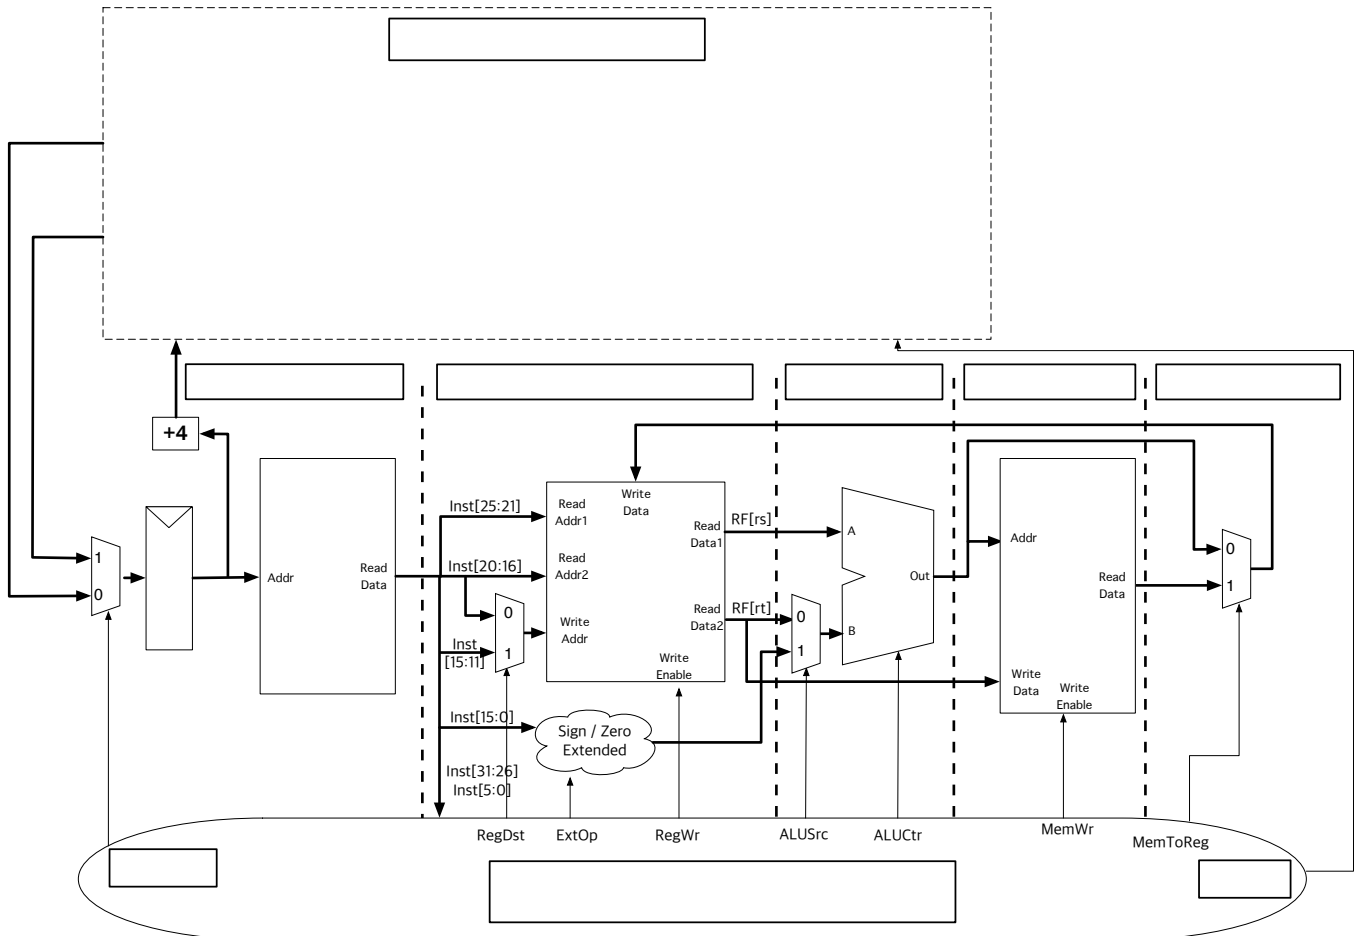 +4
Inst[25:21]
Read
Addr1
Write
Data
Read
Data1
RF[rs]
A
1
0
Addr
Read
Data
Inst[20:16]
Read
Addr2
Out
Addr
Read
Data
0
1
0
1
Inst
[15:11]
Write
Addr
Read
Data2
RF[rt]
0
1
B
Write
Enable
Write
Data
Write
Enable
Inst[15:0]
Sign / Zero
Extended
Inst[31:26]
Inst[5:0]
RegDst
ExtOp
RegWr
ALUSrc
ALUCtr
MemWr
MemToReg